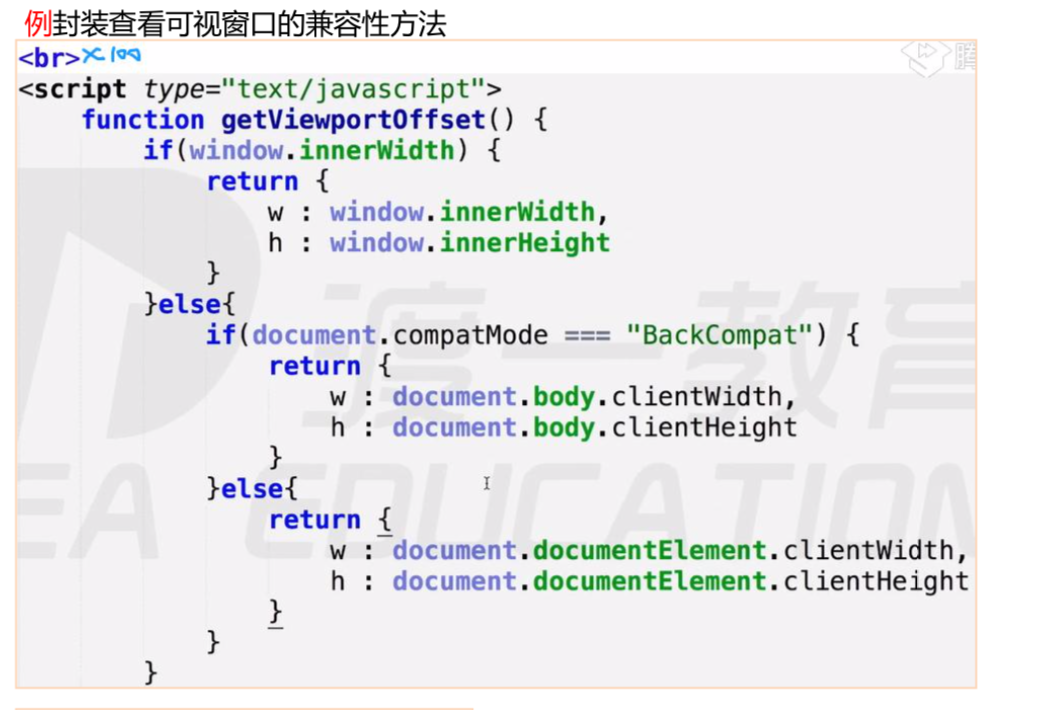 例封装查看可视窗口的兼容性方法
<br>×100
腾
<script type="text/javascript">
    function getViewportOffset() {
        if(window.innerWidth) {
            return {
                w : window.innerWidth,
                h : window.innerHeight
            }
        }else{
            if(document.compatMode === "BackCompat") {
                return {
                    w : document.body.clientWidth,
                    h : document.body.clientHeight
                }
            }else{
                return {
                    w : document.documentElement.clientWidth,
                    h : document.documentElement.clientHeight
                }
            }
        }
渡一教育
EA EDUCATION